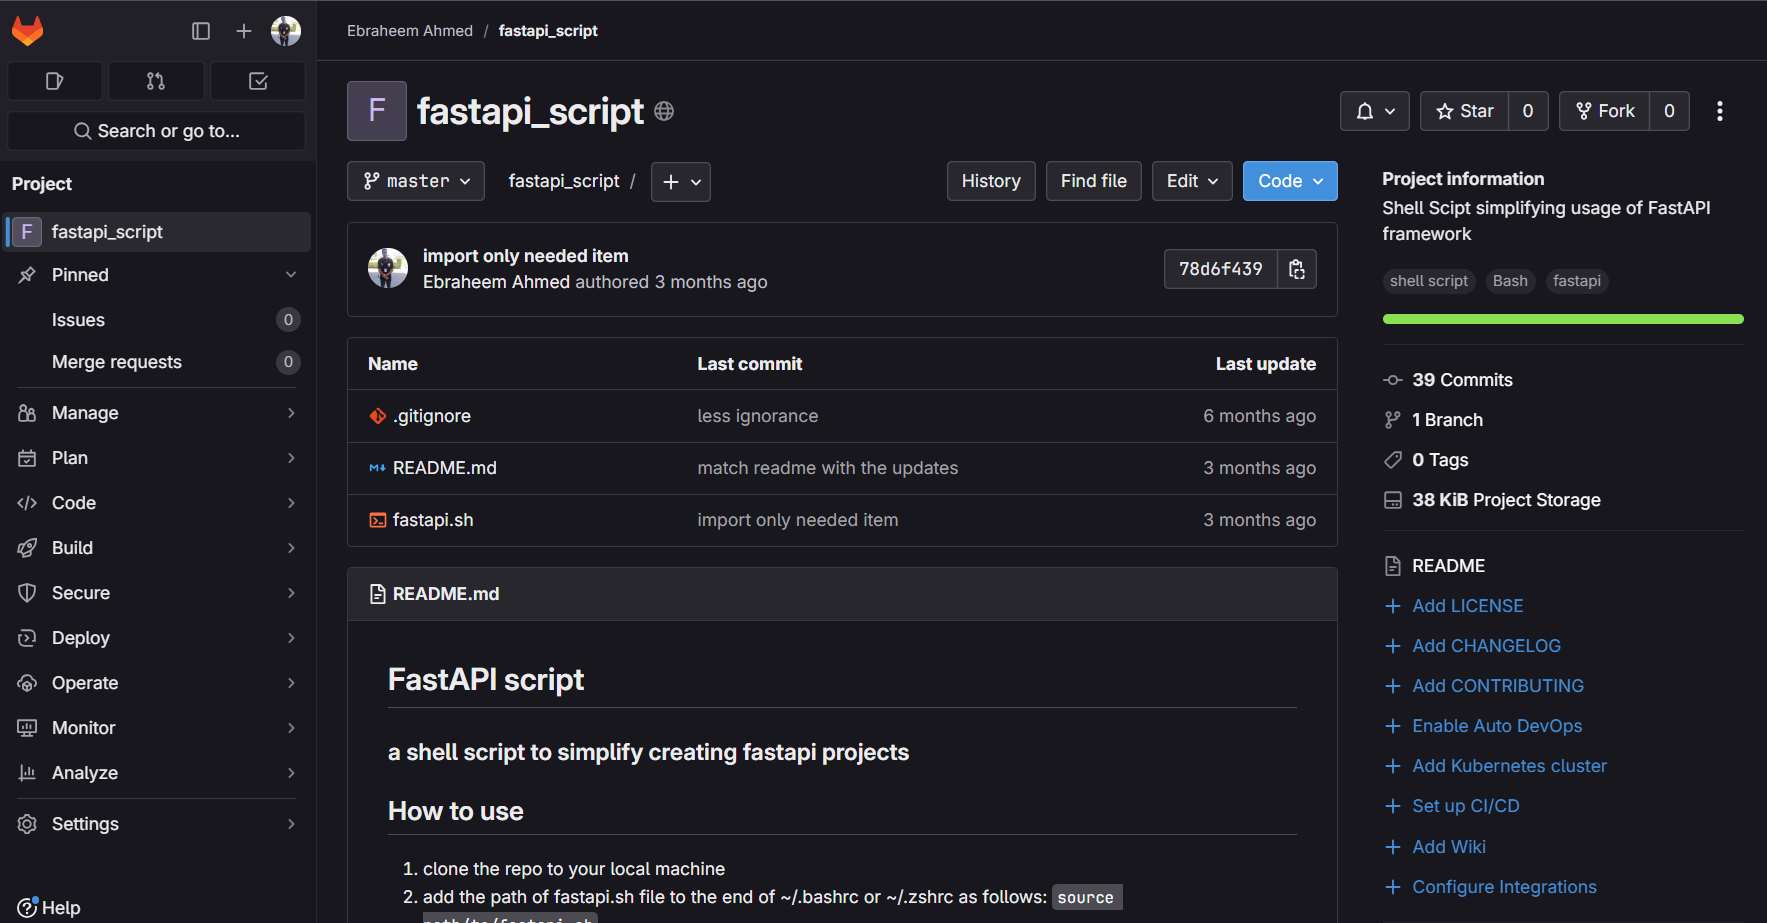 Ebraheem Ahmed / fastapi_script
Search or go to...
Project
F fastapi_script
Pinned
Issues 0
Merge requests 0
Manage
Plan
Code
Build
Secure
Deploy
Operate
Monitor
Analyze
Settings
Help
F fastapi_script
Star 0
Fork 0
master
fastapi_script /
History
Find file
Edit
Code
import only needed item
Ebraheem Ahmed authored 3 months ago
78d6f439
Name Last commit Last update
.gitignore less ignorance 6 months ago
README.md match readme with the updates 3 months ago
fastapi.sh import only needed item 3 months ago
README.md
FastAPI script
a shell script to simplify creating fastapi projects
How to use
1. clone the repo to your local machine
2. add the path of fastapi.sh file to the end of ~/.bashrc or ~/.zshrc as follows: source
path/to/fastapi.sh
Project information
Shell Scipt simplifying usage of FastAPI
framework
shell script Bash fastapi
39 Commits
1 Branch
0 Tags
38 KiB Project Storage
README
Add LICENSE
Add CHANGELOG
Add CONTRIBUTING
Enable Auto DevOps
Add Kubernetes cluster
Set up CI/CD
Add Wiki
Configure Integrations